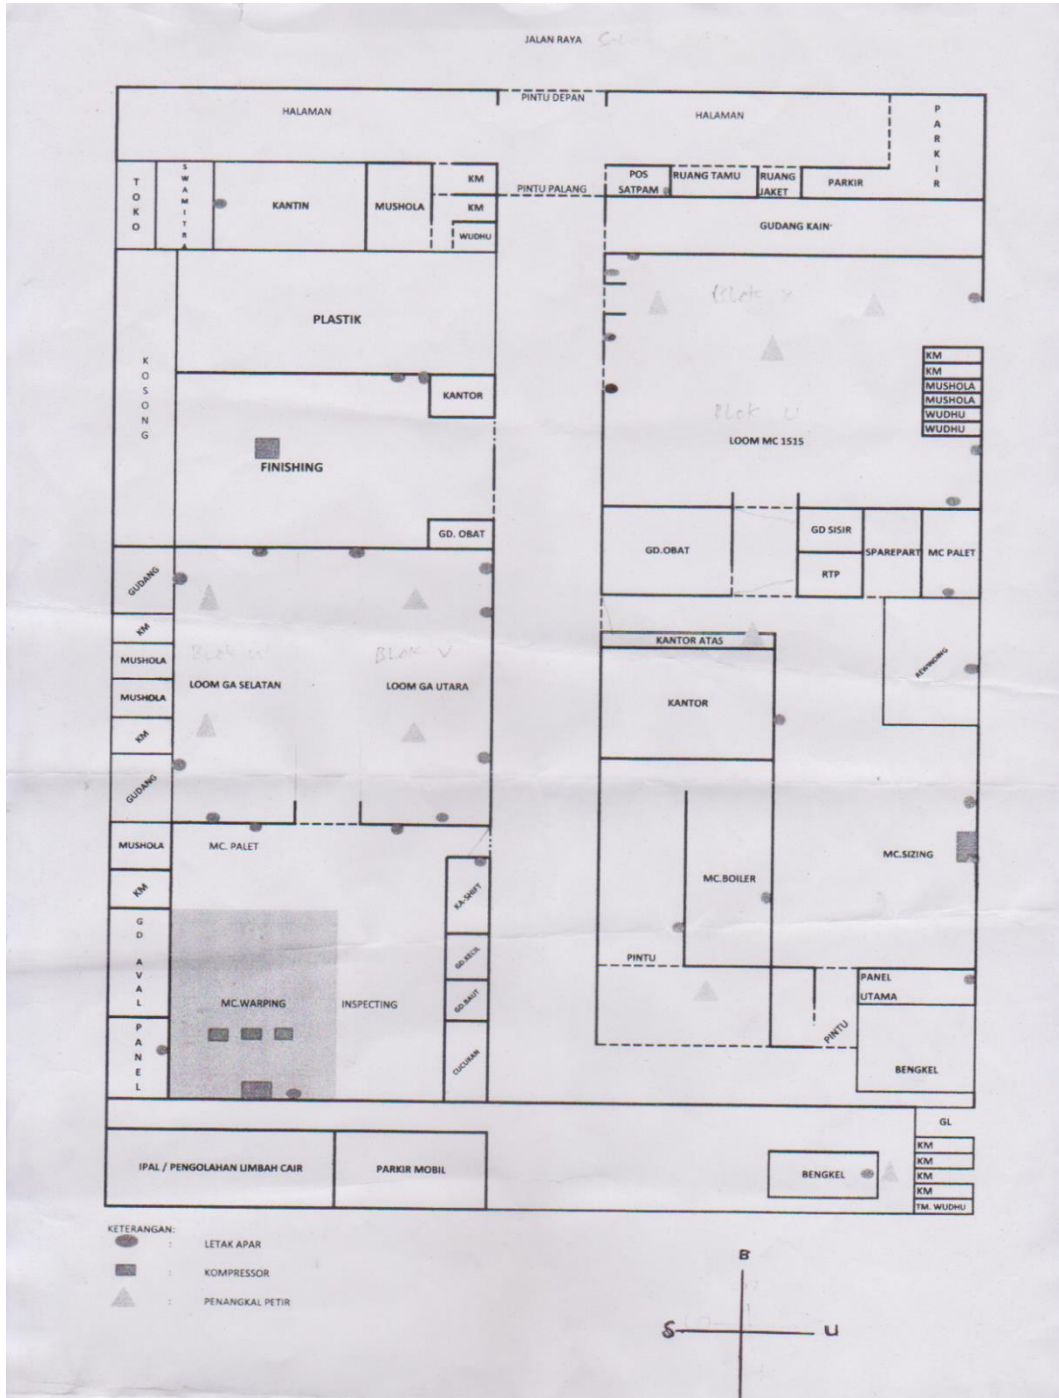 JALAN RAYA
PINTU DEPAN
HALAMAN
HALAMAN
PARKIR
TOKO
SWAMITRA
KANTIN
MUSHOLA
KM
KM
WUDHU
PINTU PALANG
POS SATPAM
RUANG TAMU
RUANG JAKET
PARKIR
GUDANG KAIN
KOSONG
PLASTIK
KANTOR
FINISHING
GD. OBAT
Blok X
Blok U
LOOM MC 1515
KM
KM
MUSHOLA
MUSHOLA
WUDHU
WUDHU
GD.OBAT
GD SISIR
RTP
SPAREPART
MC PALET
GUDANG
KM
MUSHOLA
MUSHOLA
KM
GUDANG
Blok W
Blok V
LOOM GA SELATAN
LOOM GA UTARA
KANTOR ATAS
KANTOR
REWINDING
MUSHOLA
KM
GD AVAL
PANEL
MC. PALET
MC.WARPING
INSPECTING
KA-SHIFT
GD.KECIL
GD.BAUT
CUCUKAN
MC.BOILER
MC.SIZING
PINTU
PINTU
PANEL
UTAMA
BENGKEL
IPAL / PENGOLAHAN LIMBAH CAIR
PARKIR MOBIL
BENGKEL
GL
KM
KM
KM
KM
TM. WUDHU
KETERANGAN:
: LETAK APAR
: KOMPRESSOR
: PENANGKAL PETIR
B
S
U